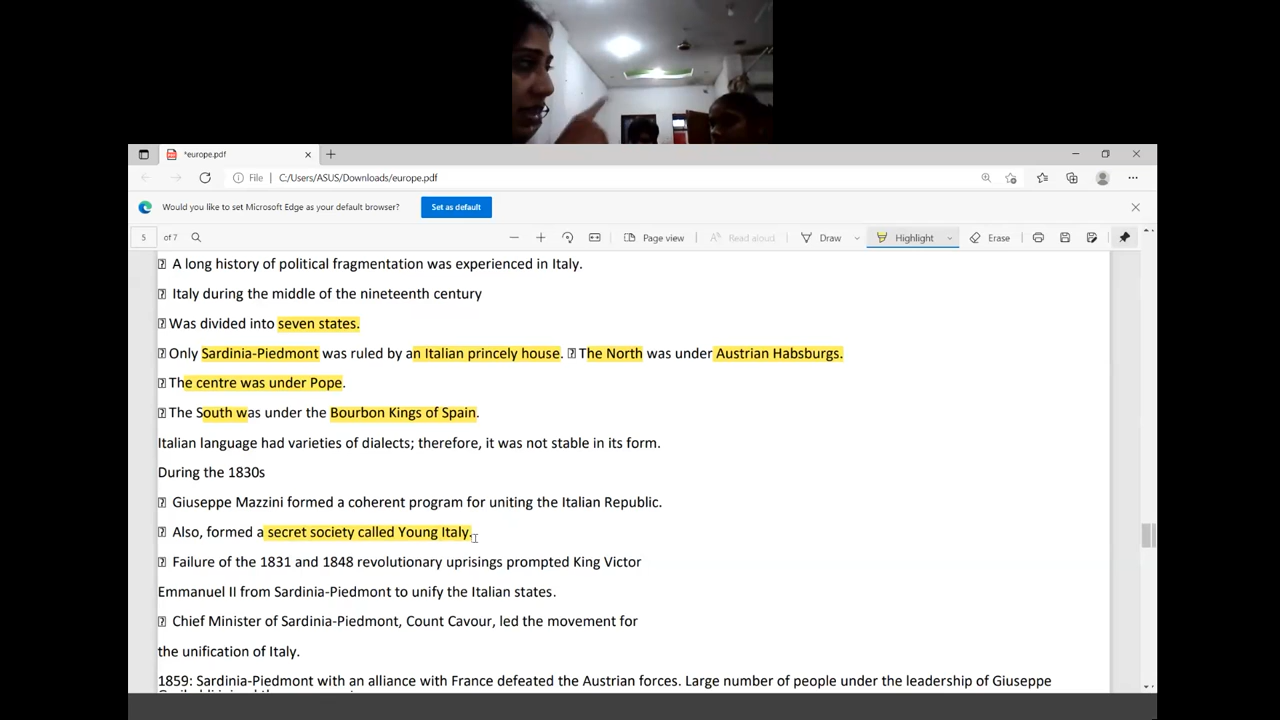 *europe.pdf
File
C:/Users/ASUS/Downloads/europe.pdf
Would you like to set Microsoft Edge as your default browser?
Set as default
5 of 7
Page view
Read aloud
Draw
Highlight
Erase
A long history of political fragmentation was experienced in Italy.
Italy during the middle of the nineteenth century
Was divided into seven states.
Only Sardinia-Piedmont was ruled by an Italian princely house. The North was under Austrian Habsburgs.
The centre was under Pope.
The South was under the Bourbon Kings of Spain.
Italian language had varieties of dialects; therefore, it was not stable in its form.
During the 1830s
Giuseppe Mazzini formed a coherent program for uniting the Italian Republic.
Also, formed a secret society called Young Italy.
Failure of the 1831 and 1848 revolutionary uprisings prompted King Victor
Emmanuel II from Sardinia-Piedmont to unify the Italian states.
Chief Minister of Sardinia-Piedmont, Count Cavour, led the movement for
the unification of Italy.
1859: Sardinia-Piedmont with an alliance with France defeated the Austrian forces. Large number of people under the leadership of Giuseppe